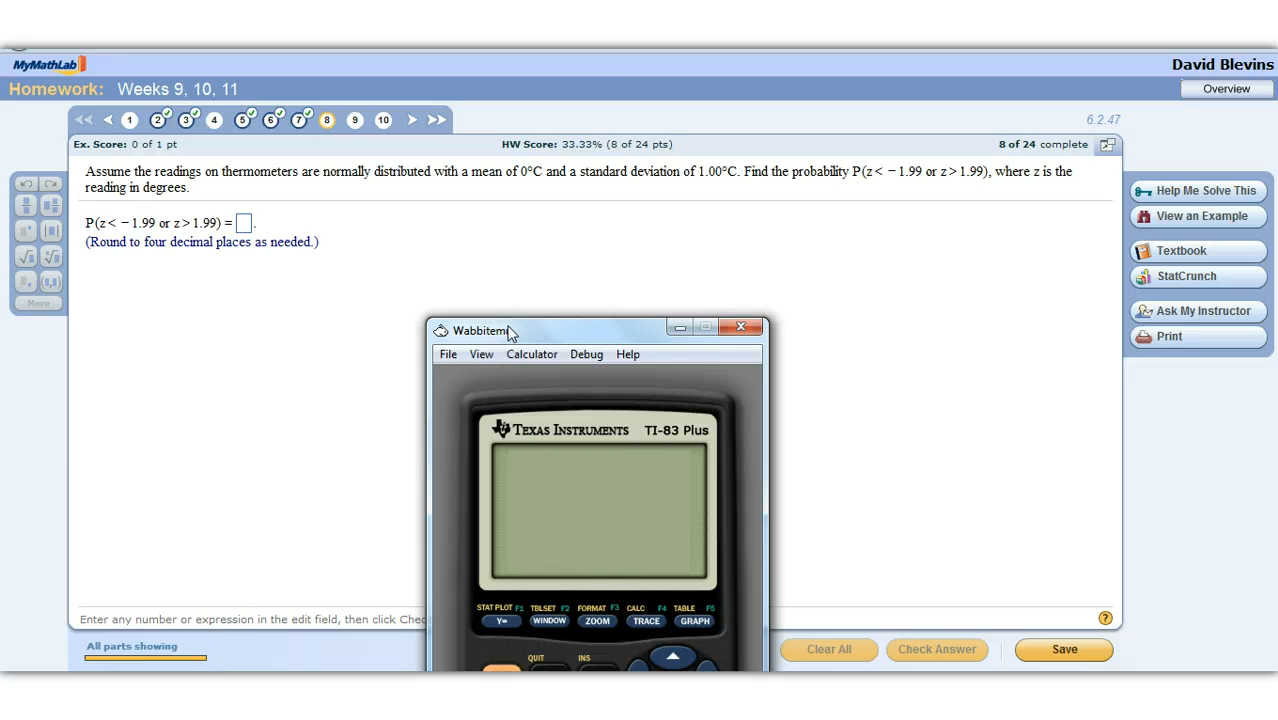 MyMathLab
David Blevins
Homework: Weeks 9, 10, 11
Overview
1 2 3 4 5 6 7 8 9 10
6.2.47
Ex. Score: 0 of 1 pt
HW Score: 33.33% (8 of 24 pts)
8 of 24 complete
Assume the readings on thermometers are normally distributed with a mean of 0°C and a standard deviation of 1.00°C. Find the probability P(z < − 1.99 or z > 1.99), where z is the
reading in degrees.
P(z < − 1.99 or z > 1.99) = .
(Round to four decimal places as needed.)
More
Help Me Solve This
View an Example
Textbook
StatCrunch
Ask My Instructor
Print
File View Calculator Debug Help
TEXAS INSTRUMENTS TI-83 Plus
STAT PLOT F1 TBLSET F2 FORMAT F3 CALC F4 TABLE F5
Y= WINDOW ZOOM TRACE GRAPH
QUIT INS
Enter any number or expression in the edit field, then click
?
All parts showing
Clear All
Check Answer
Save